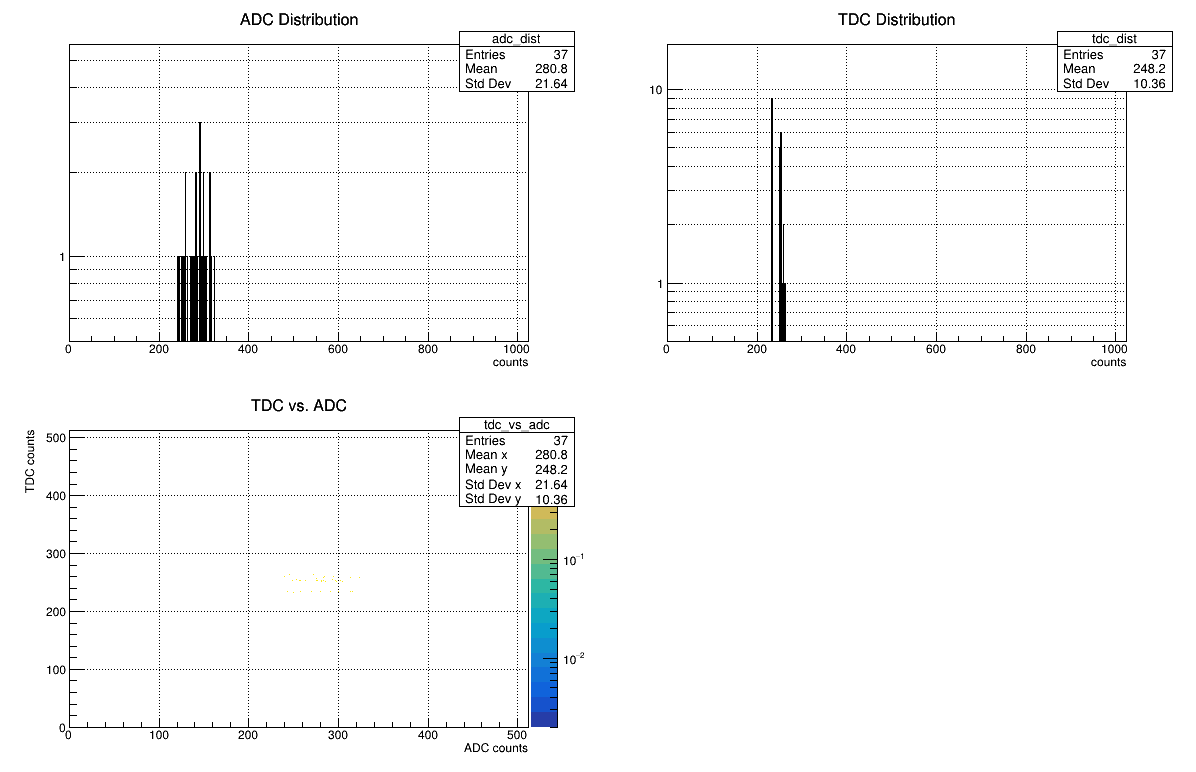 ADC Distribution
adc_dist
Entries 37
Mean 280.8
Std Dev 21.64
1
0 200 400 600 800 1000
counts
TDC Distribution
tdc_dist
Entries 37
Mean 248.2
Std Dev 10.36
10
1
0 200 400 600 800 1000
counts
TDC vs. ADC
tdc_vs_adc
Entries 37
Mean x 280.8
Mean y 248.2
Std Dev x 21.64
Std Dev y 10.36
TDC counts
500
400
300
200
100
0
0 100 200 300 400 500
ADC counts
10⁻¹
10⁻²